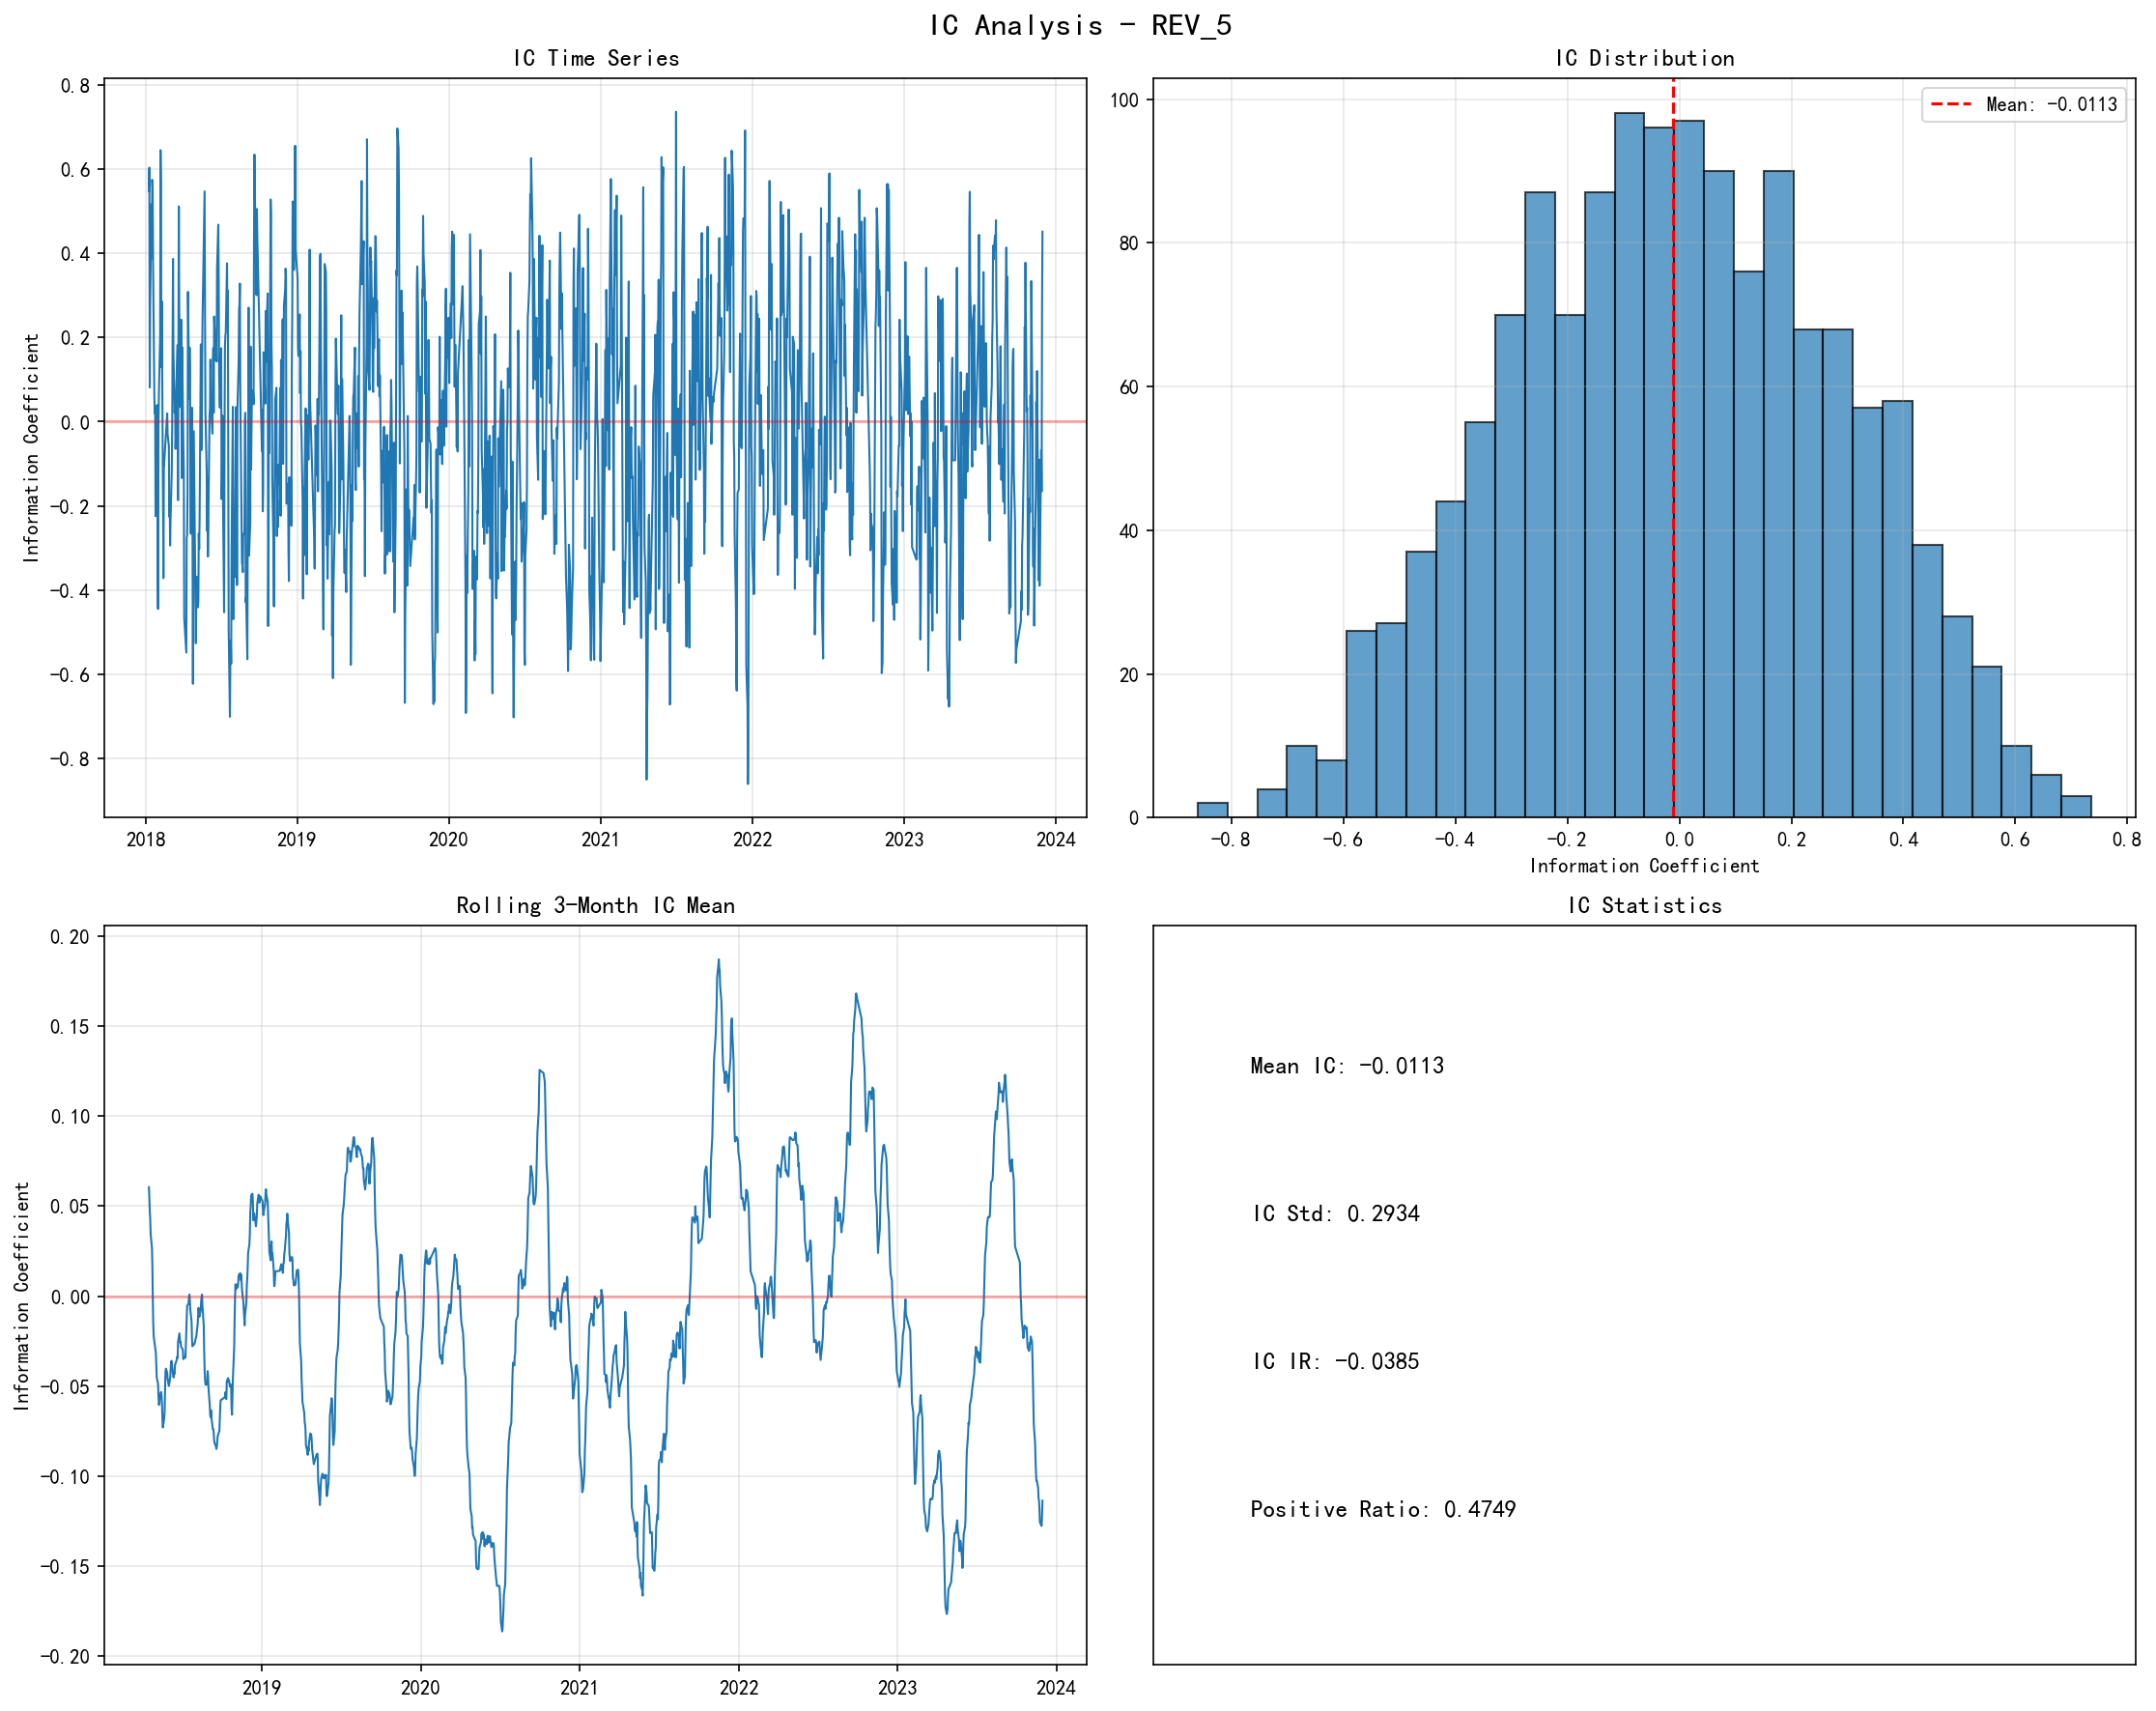 IC Analysis - REV_5
IC Time Series
0.8
0.6
0.4
0.2
0.0
-0.2
-0.4
-0.6
-0.8
Information Coefficient
2018 2019 2020 2021 2022 2023 2024
IC Distribution
Mean: -0.0113
100
80
60
40
20
0
-0.8 -0.6 -0.4 -0.2 0.0 0.2 0.4 0.6 0.8
Information Coefficient
Rolling 3-Month IC Mean
0.20
0.15
0.10
0.05
0.00
-0.05
-0.10
-0.15
-0.20
Information Coefficient
2019 2020 2021 2022 2023 2024
IC Statistics
Mean IC: -0.0113
IC Std: 0.2934
IC IR: -0.0385
Positive Ratio: 0.4749